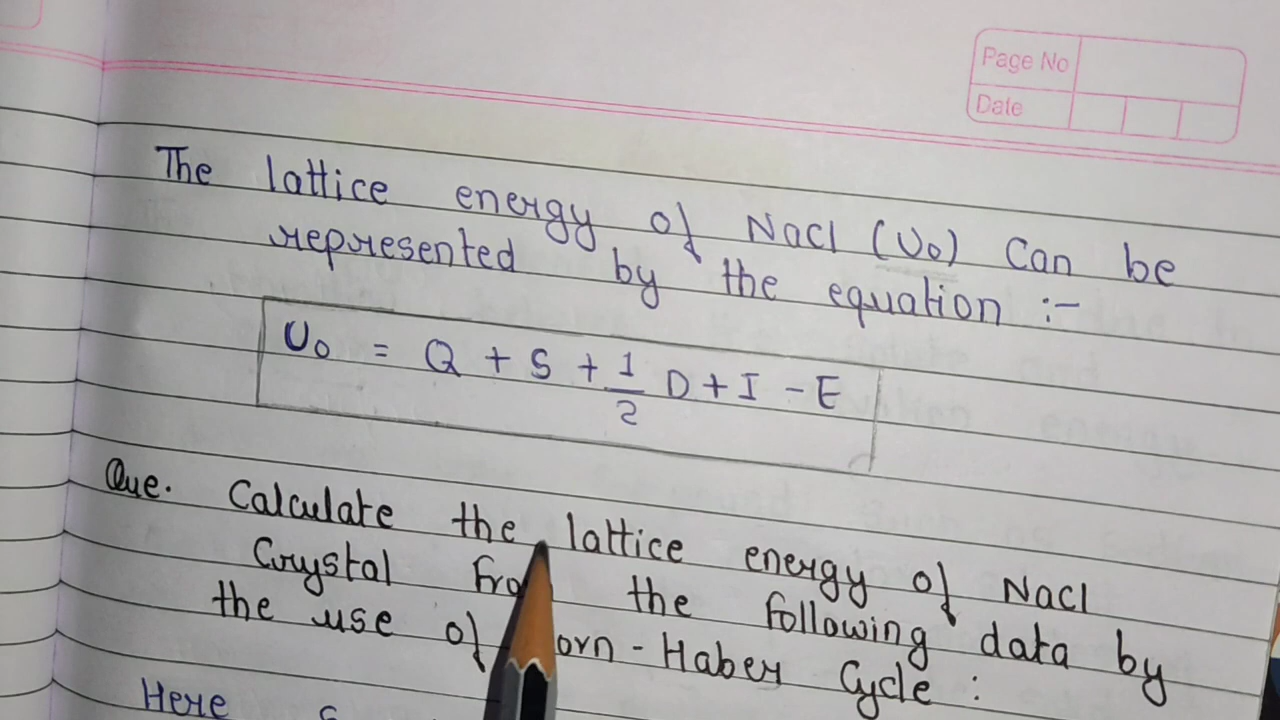 Page No
Date
The lattice energy of Nacl (U₀) Can be
represented by the equation :-
U₀ = Q + S + 1/2 D + I - E
Que. Calculate the lattice energy of Nacl
Crystal the following data by
the use of - Haber Cycle :
Here